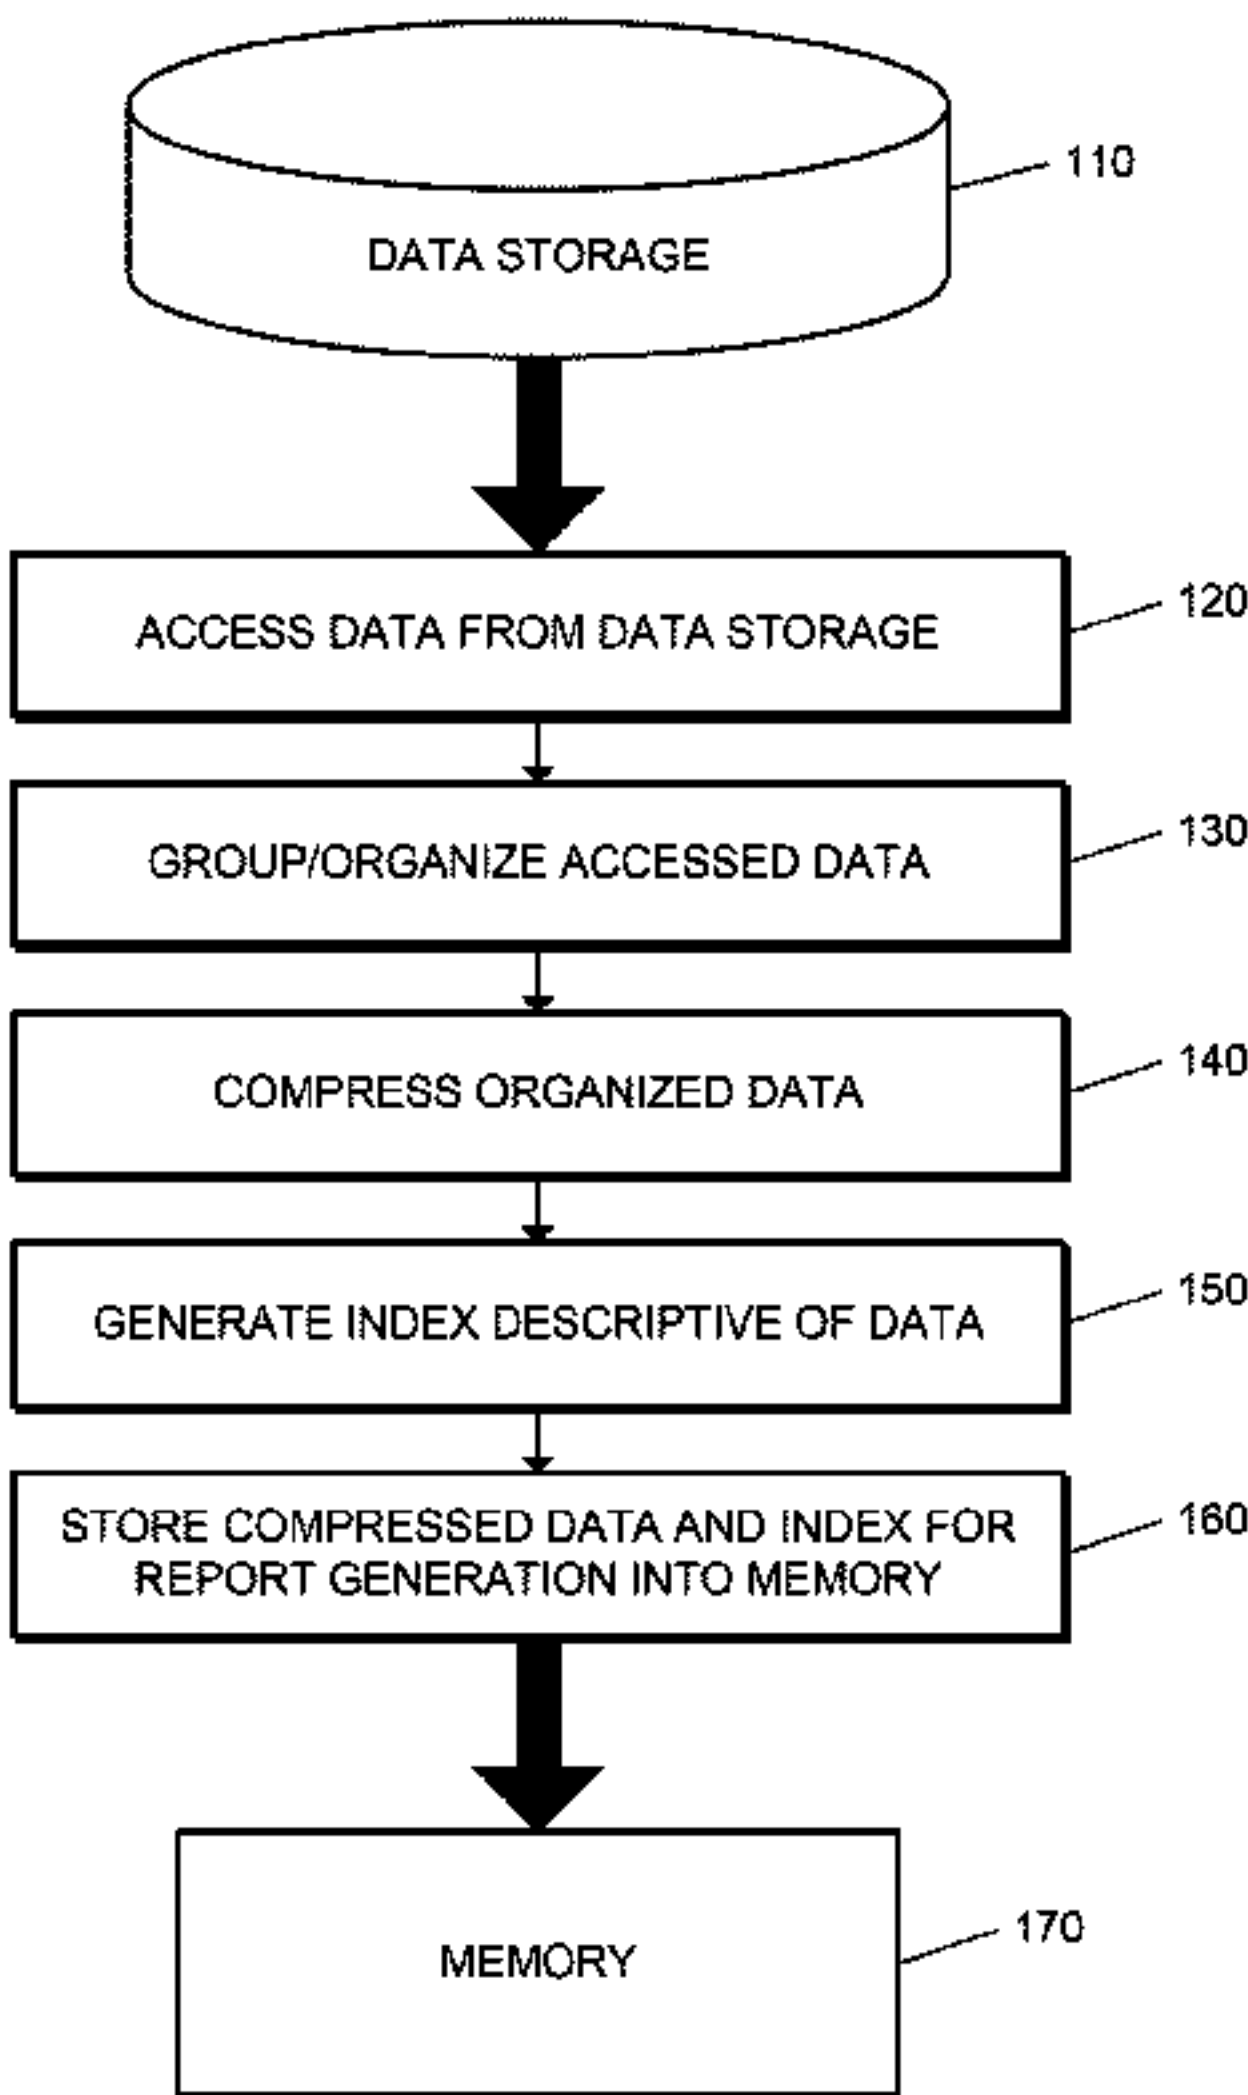 110
DATA STORAGE
120
ACCESS DATA FROM DATA STORAGE
130
GROUP/ORGANIZE ACCESSED DATA
140
COMPRESS ORGANIZED DATA
150
GENERATE INDEX DESCRIPTIVE OF DATA
160
STORE COMPRESSED DATA AND INDEX FOR
REPORT GENERATION INTO MEMORY
170
MEMORY